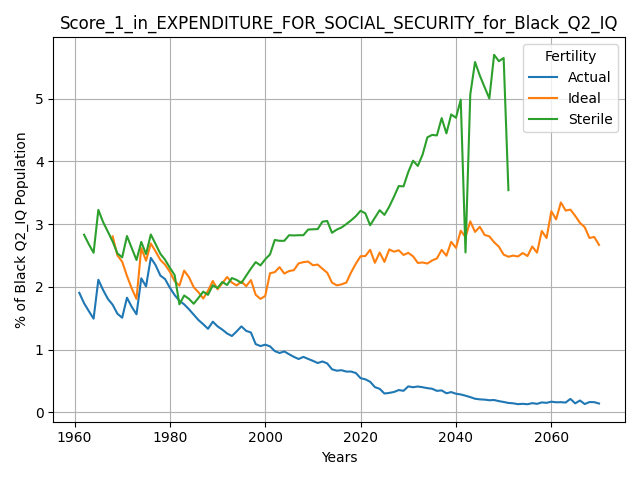 Score_1_in_EXPENDITURE_FOR_SOCIAL_SECURITY_for_Black_Q2_IQ
Fertility
Actual
Ideal
Sterile
% of Black Q2_IQ Population
5
4
3
2
1
0
1960 1980 2000 2020 2040 2060
Years